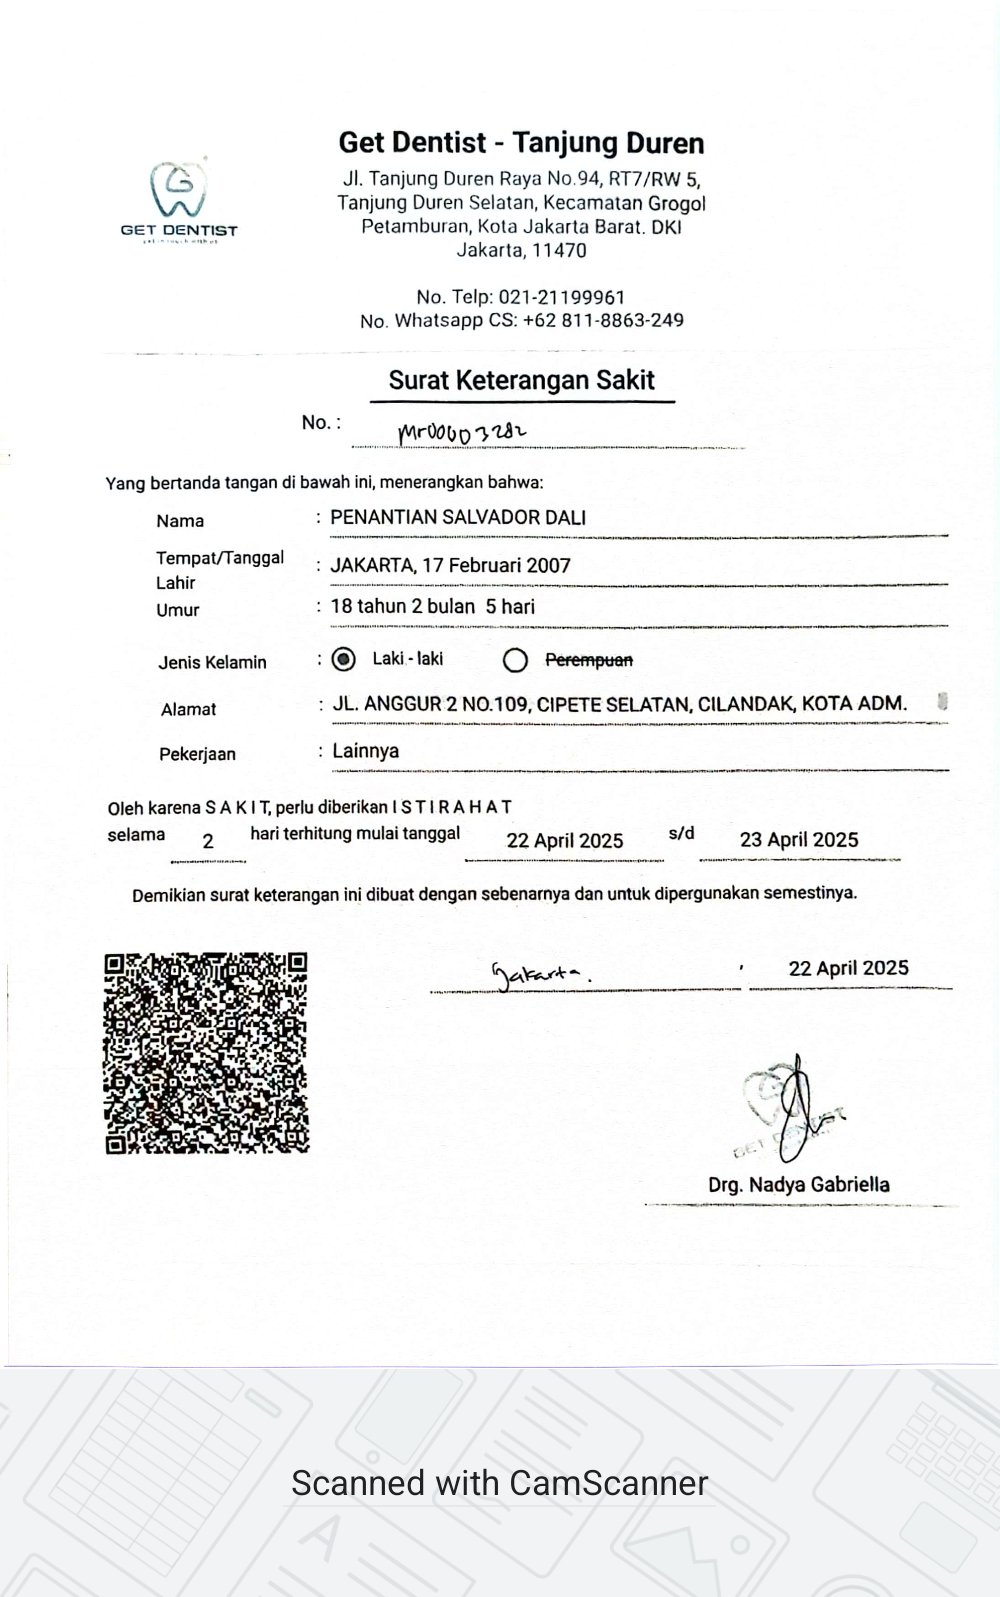 Get Dentist - Tanjung Duren
Jl. Tanjung Duren Raya No.94, RT7/RW 5,
Tanjung Duren Selatan, Kecamatan Grogol
Petamburan, Kota Jakarta Barat. DKI
Jakarta, 11470
GET DENTIST
No. Telp: 021-21199961
No. Whatsapp CS: +62 811-8863-249
Surat Keterangan Sakit
No. : Mr00003282
Yang bertanda tangan di bawah ini, menerangkan bahwa:
Nama : PENANTIAN SALVADOR DALI
Tempat/Tanggal Lahir : JAKARTA, 17 Februari 2007
Umur : 18 tahun 2 bulan 5 hari
Jenis Kelamin : Laki - laki Perempuan
Alamat : JL. ANGGUR 2 NO.109, CIPETE SELATAN, CILANDAK, KOTA ADM.
Pekerjaan : Lainnya
Oleh karena S A K I T, perlu diberikan I S T I R A H A T
selama 2 hari terhitung mulai tanggal 22 April 2025 s/d 23 April 2025
Demikian surat keterangan ini dibuat dengan sebenarnya dan untuk dipergunakan semestinya.
Jakarta. , 22 April 2025
GET DENTIST
Drg. Nadya Gabriella
Scanned with CamScanner